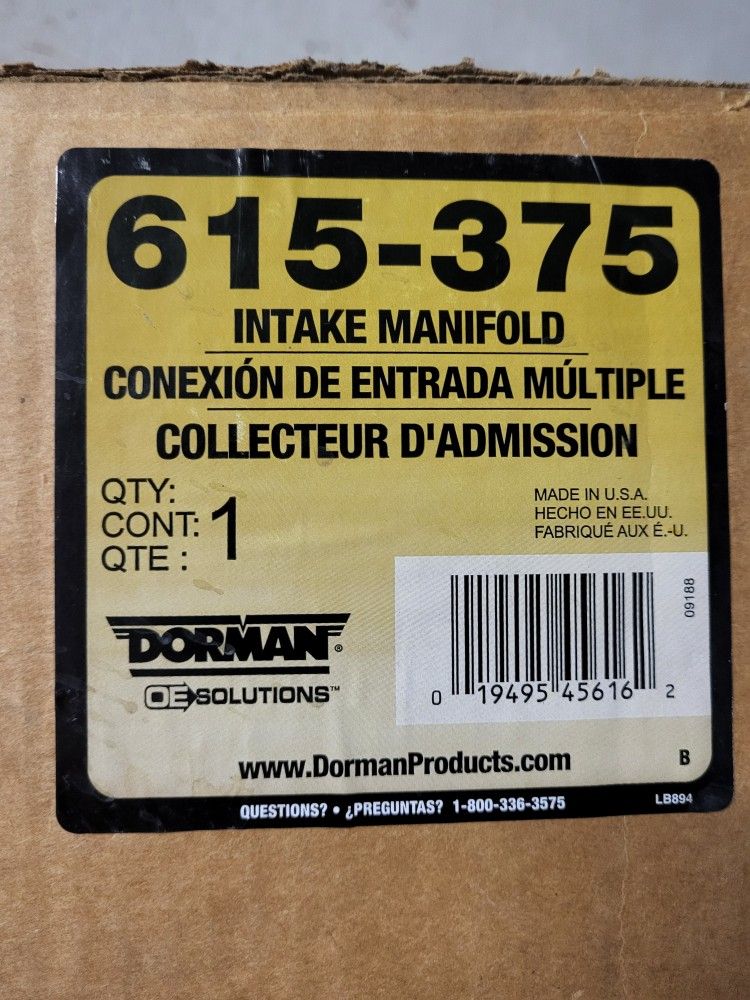 615-375
INTAKE MANIFOLD
CONEXIÓN DE ENTRADA MÚLTIPLE
COLLECTEUR D'ADMISSION
QTY:
CONT: 1
QTE :
MADE IN U.S.A.
HECHO EN EE.UU.
FABRIQUÉ AUX É.-U.
09188
0 19495 45616 2
DORMAN®
OE SOLUTIONS™
www.DormanProducts.com
B
QUESTIONS? • ¿PREGUNTAS? 1-800-336-3575
LB894